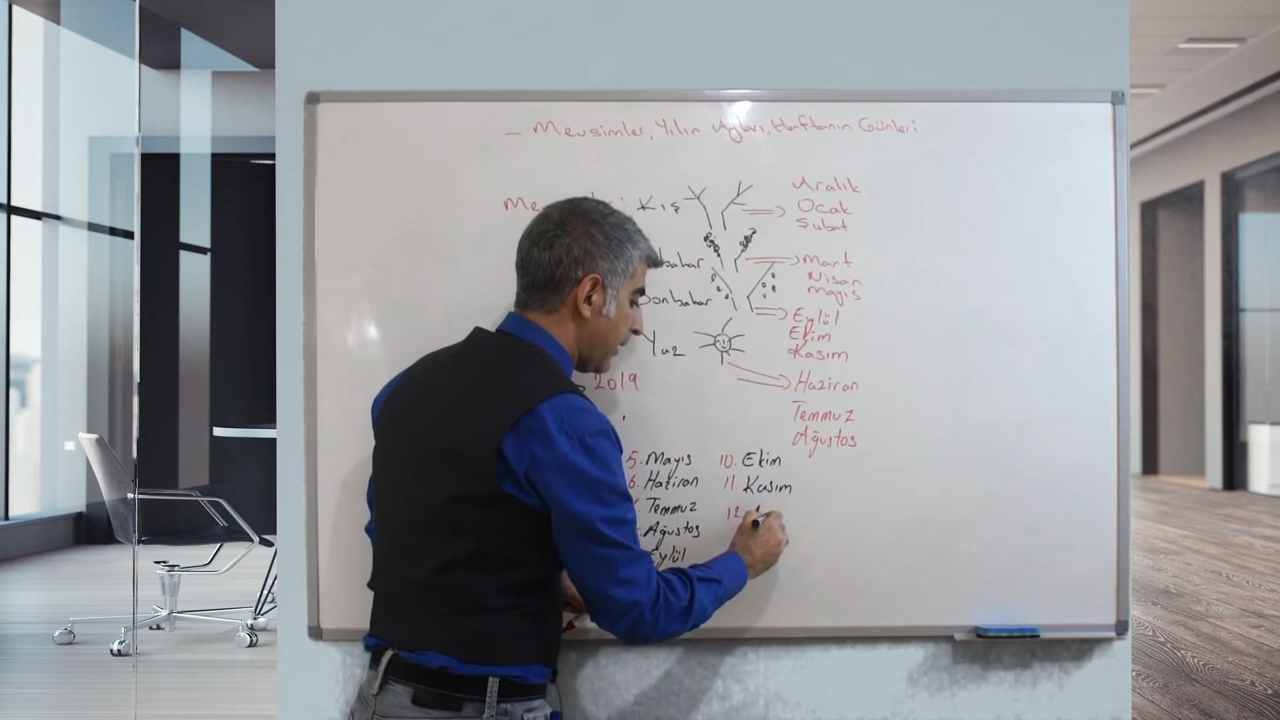 - Mevsimler, Yılın Ayları, Haftanın Günleri
Kış
Aralık
Ocak
Şubat
Mart
Nisan
Mayıs
Sonbahar
Eylül
Ekim
Kasım
Yaz
Haziran
Temmuz
Ağustos
2019
5. Mayıs
6. Haziran
Temmuz
Ağustos
Eylül
10. Ekim
11. Kasım
12.